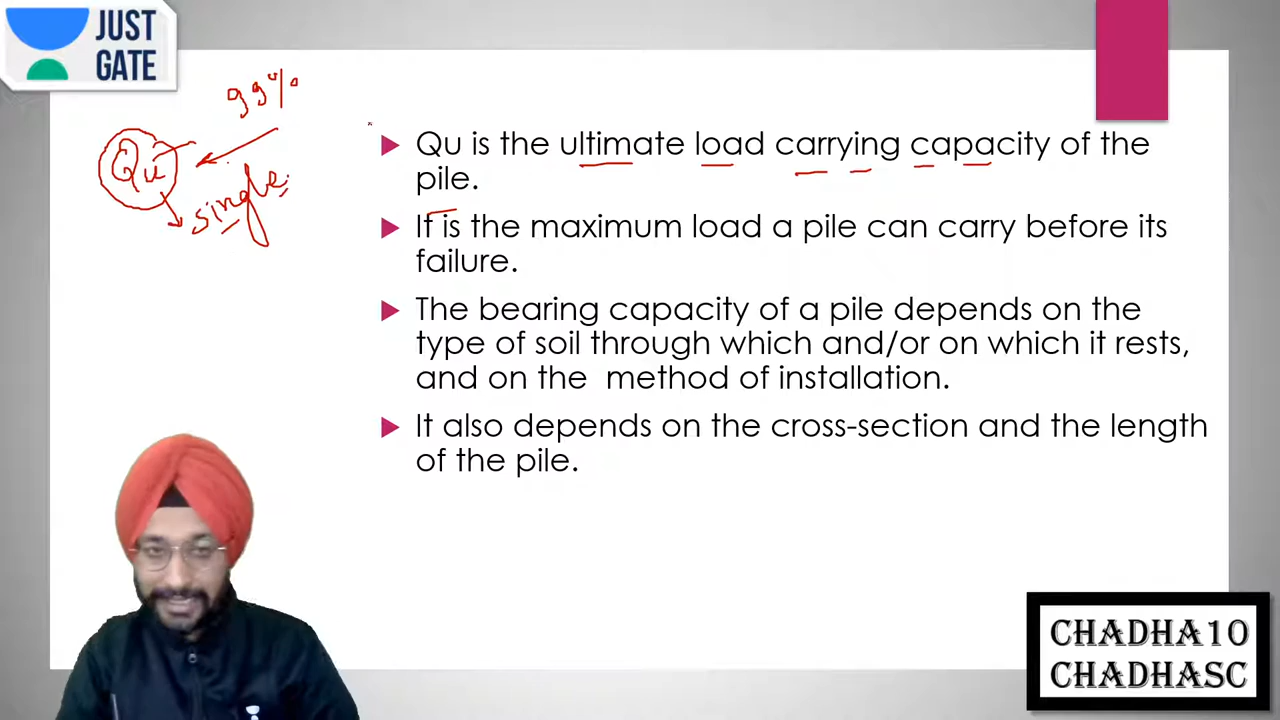 JUST
GATE
99%
Qu
single
Qu is the ultimate load carrying capacity of the
pile.
It is the maximum load a pile can carry before its
failure.
The bearing capacity of a pile depends on the
type of soil through which and/or on which it rests,
and on the method of installation.
It also depends on the cross-section and the length
of the pile.
CHADHA10
CHADHASC